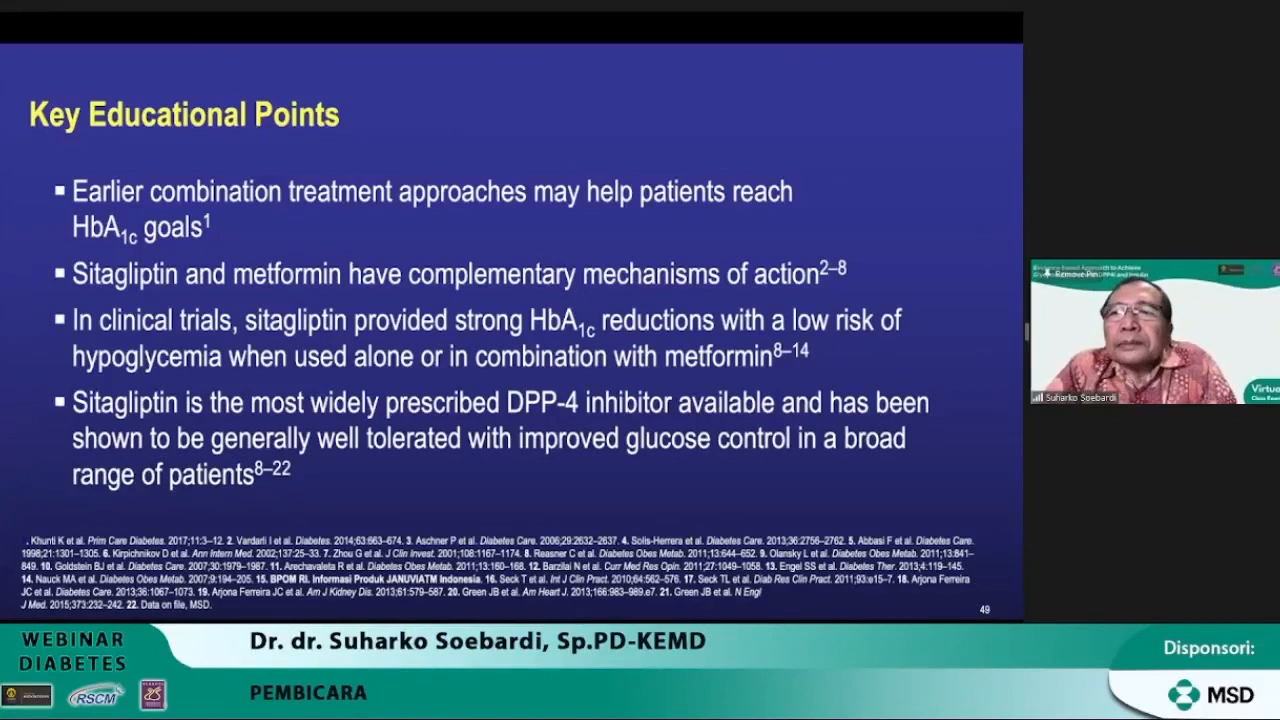 Key Educational Points
▪ Earlier combination treatment approaches may help patients reach
HbA1c goals1
▪ Sitagliptin and metformin have complementary mechanisms of action2–8
▪ In clinical trials, sitagliptin provided strong HbA1c reductions with a low risk of
hypoglycemia when used alone or in combination with metformin8–14
▪ Sitagliptin is the most widely prescribed DPP-4 inhibitor available and has been
shown to be generally well tolerated with improved glucose control in a broad
range of patients8–22
1. Khunti K et al. Prim Care Diabetes. 2017;11:3–12. 2. Vardarli I et al. Diabetes. 2014;63:663–674. 3. Aschner P et al. Diabetes Care. 2006;29:2632–2637. 4. Solis-Herrera et al. Diabetes Care. 2013;36:2756–2762. 5. Abbasi F et al. Diabetes Care.
1998;21:1301–1305. 6. Kirpichnikov D et al. Ann Intern Med. 2002;137:25–33. 7. Zhou G et al. J Clin Invest. 2001;108:1167–1174. 8. Reasner C et al. Diabetes Obes Metab. 2011;13:644–652. 9. Olansky L et al. Diabetes Obes Metab. 2011;13:841–
849. 10. Goldstein BJ et al. Diabetes Care. 2007;30:1979–1987. 11. Arechavaleta R et al. Diabetes Obes Metab. 2011;13:160–168. 12. Barzilai N et al. Curr Med Res Opin. 2011;27:1049–1058. 13. Engel SS et al. Diabetes Ther. 2013;4:119–145.
14. Nauck MA et al. Diabetes Obes Metab. 2007;9:194–205. 15. BPOM RI. Informasi Produk JANUVIATM Indonesia. 16. Seck T et al. Int J Clin Pract. 2010;64:562–576. 17. Seck TL et al. Diab Res Clin Pract. 2011;93:e15–7. 18. Arjona Ferreira
JC et al. Diabetes Care. 2013;36:1067–1073. 19. Arjona Ferreira JC et al. Am J Kidney Dis. 2013;61:579–587. 20. Green JB et al. Am Heart J. 2013;166:983–989.e7. 21. Green JB et al. N Engl
J Med. 2015;373:232–242. 22. Data on file, MSD.
49
Remove Pin
Virtu
Suharko Soebardi
WEBINAR
DIABETES
RSCM
Dr. dr. Suharko Soebardi, Sp.PD-KEMD
PEMBICARA
Disponsori:
MSD